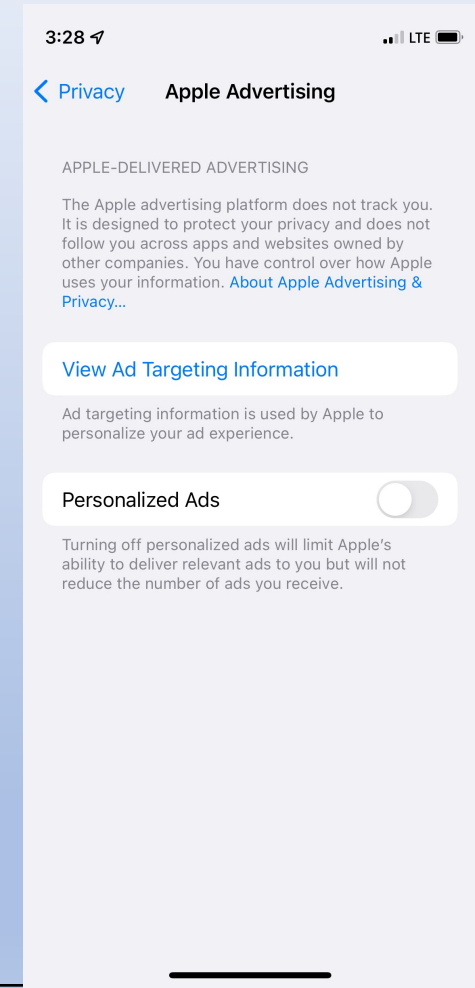 3:28 LTE
Privacy Apple Advertising
APPLE-DELIVERED ADVERTISING
The Apple advertising platform does not track you.
It is designed to protect your privacy and does not
follow you across apps and websites owned by
other companies. You have control over how Apple
uses your information. About Apple Advertising &
Privacy...
View Ad Targeting Information
Ad targeting information is used by Apple to
personalize your ad experience.
Personalized Ads
Turning off personalized ads will limit Apple’s
ability to deliver relevant ads to you but will not
reduce the number of ads you receive.